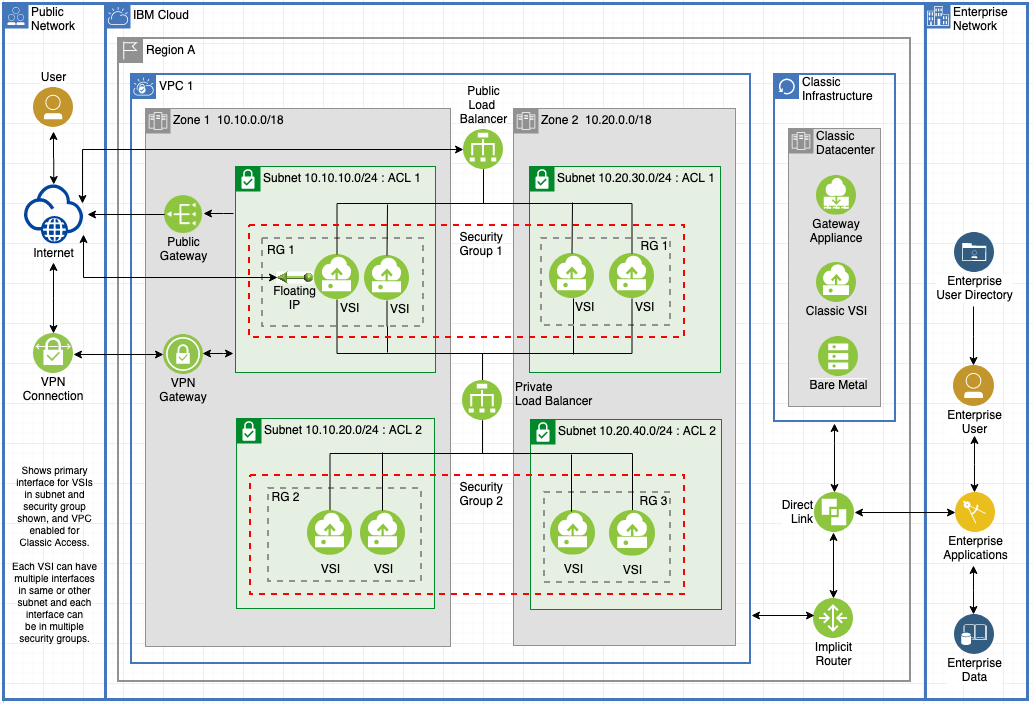 Public
Network
IBM Cloud
Enterprise
Network
Region A
VPC 1
Classic
Infrastructure
User
Public
Load
Balancer
Zone 1 10.10.0.0/18
Zone 2 10.20.0.0/18
Classic
Datacenter
Subnet 10.10.10.0/24 : ACL 1
Subnet 10.20.30.0/24 : ACL 1
Gateway
Appliance
Internet
Public
Gateway
Security
Group 1
RG 1
RG 1
Floating
IP
VSI
VSI
VSI
VSI
Classic VSI
Enterprise
User Directory
VPN
Connection
VPN
Gateway
Private
Load Balancer
Bare Metal
Enterprise
User
Subnet 10.10.20.0/24 : ACL 2
Subnet 10.20.40.0/24 : ACL 2
Shows primary
interface for VSIs
in subnet and
security group
shown, and VPC
enabled for
Classic Access.
Each VSI can have
multiple interfaces
in same or other
subnet and each
interface can
be in multiple
security groups.
Security
Group 2
RG 2
RG 3
VSI
VSI
VSI
VSI
Direct
Link
Enterprise
Applications
Implicit
Router
Enterprise
Data